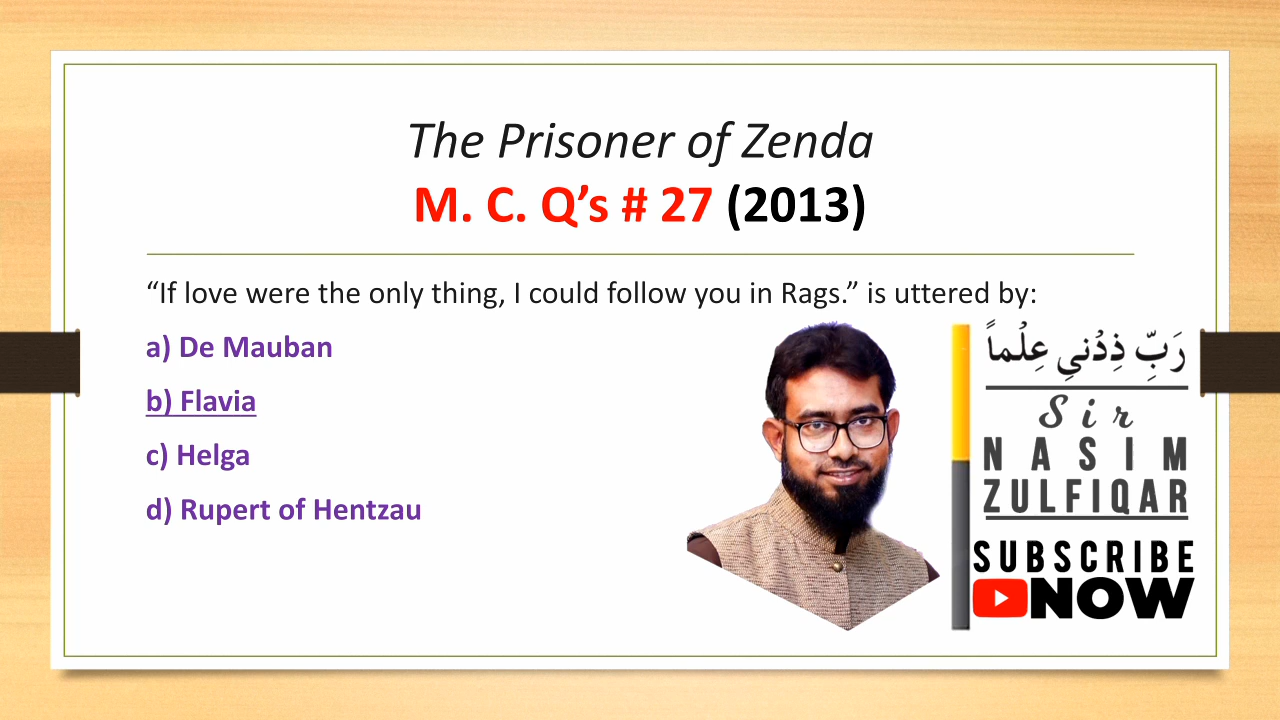 The Prisoner of Zenda
M. C. Q’s # 27 (2013)
“If love were the only thing, I could follow you in Rags.” is uttered by:
a) De Mauban
b) Flavia
c) Helga
d) Rupert of Hentzau
رَبِّ ذِدْنيِ عِلْماً
Sir
NASIM
ZULFIQAR
SUBSCRIBE
NOW